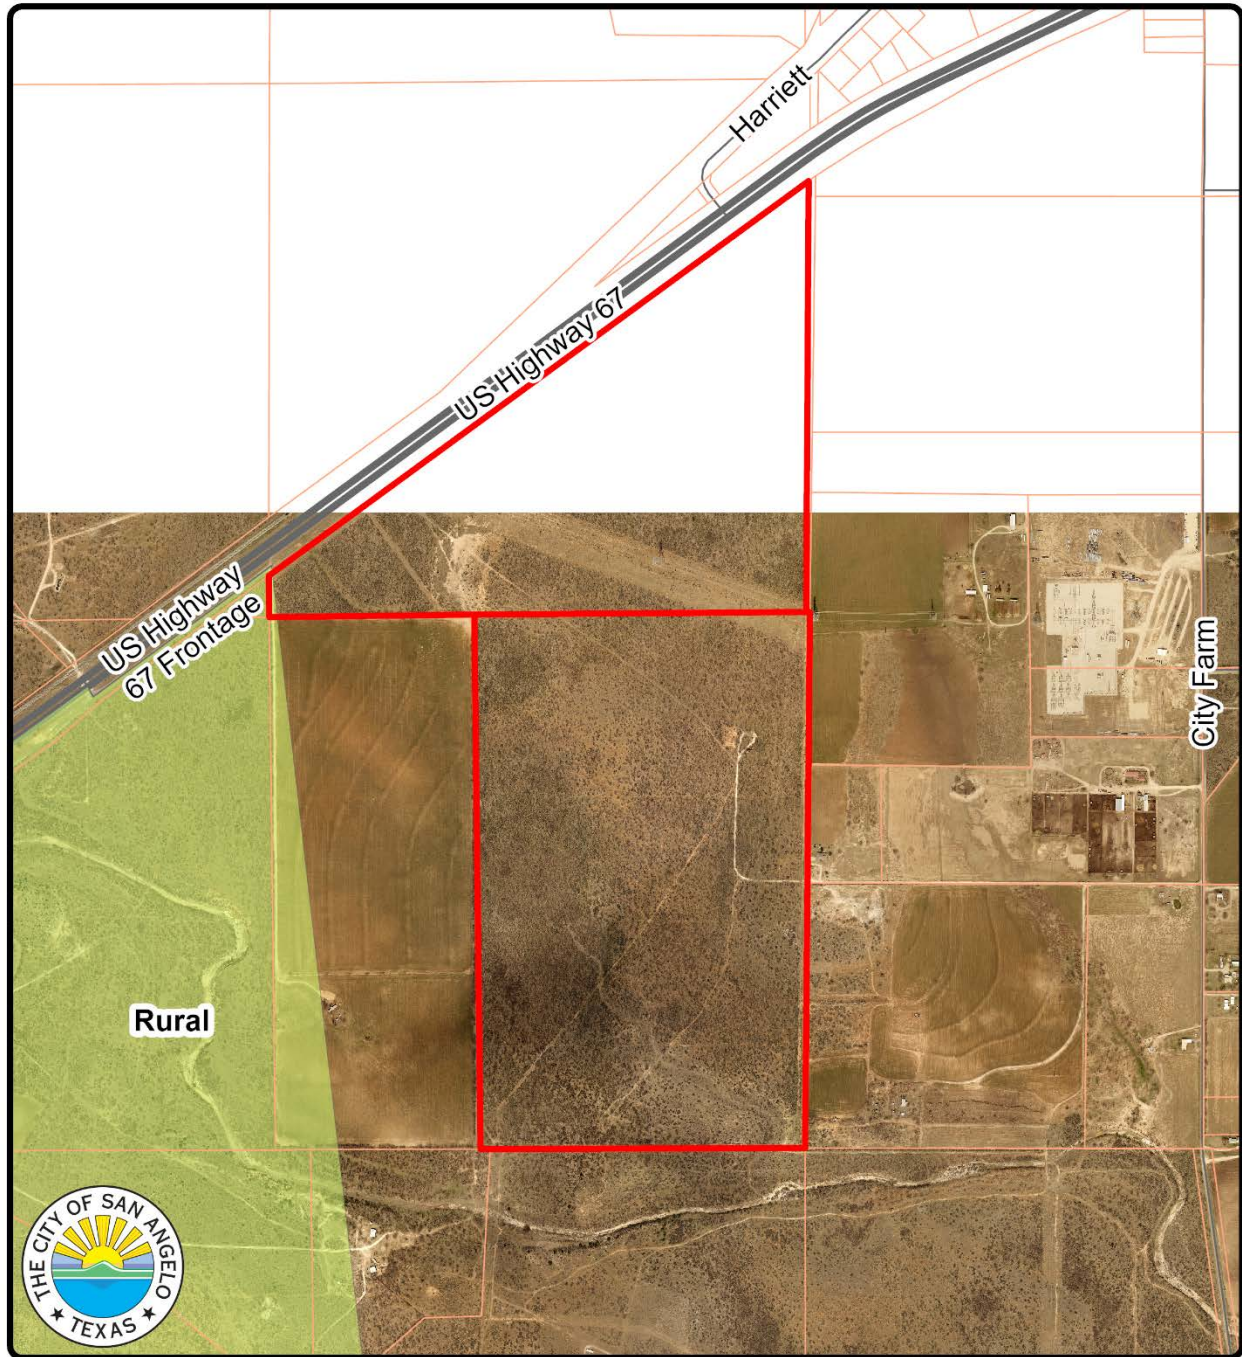 Harriett
US Highway 67
US Highway
67 Frontage
City Farm
Rural
THE CITY OF SAN ANGELO
TEXAS